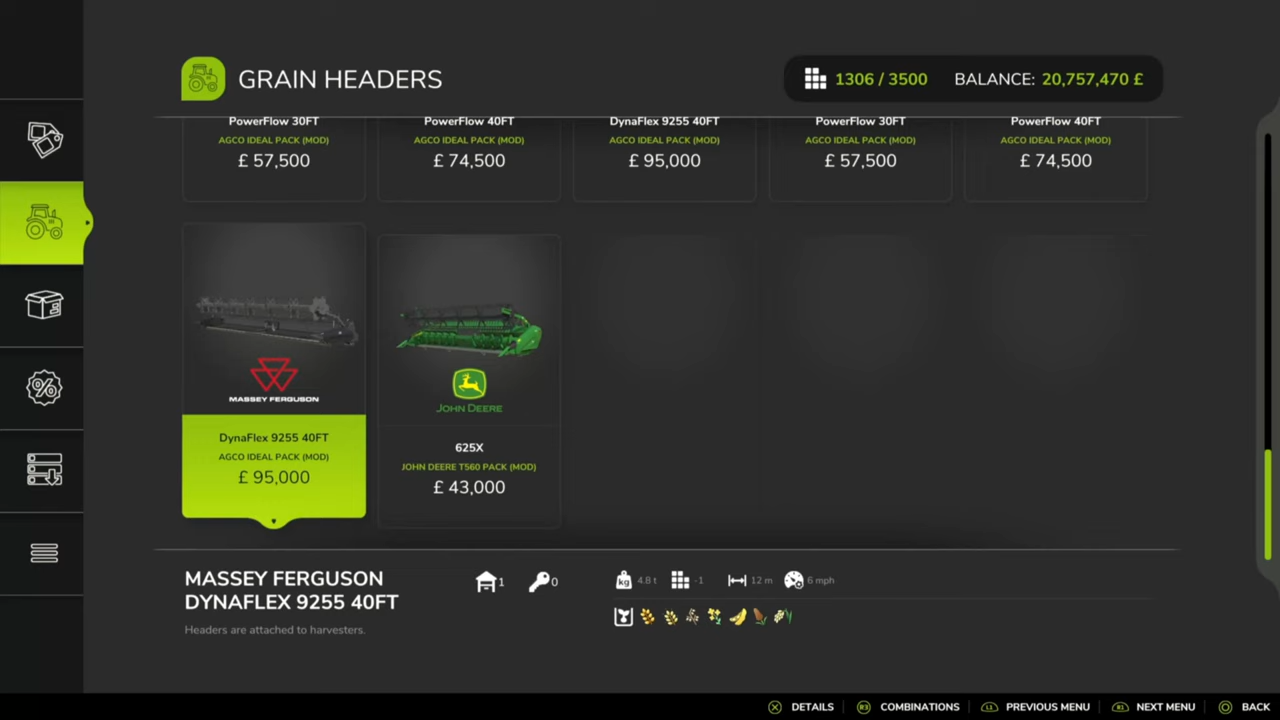 GRAIN HEADERS
1306 / 3500
BALANCE: 20,757,470 £
PowerFlow 30FT
AGCO IDEAL PACK (MOD)
£ 57,500
PowerFlow 40FT
AGCO IDEAL PACK (MOD)
£ 74,500
DynaFlex 9255 40FT
AGCO IDEAL PACK (MOD)
£ 95,000
PowerFlow 30FT
AGCO IDEAL PACK (MOD)
£ 57,500
PowerFlow 40FT
AGCO IDEAL PACK (MOD)
£ 74,500
MASSEY FERGUSON
DynaFlex 9255 40FT
AGCO IDEAL PACK (MOD)
£ 95,000
JOHN DEERE
625X
JOHN DEERE T560 PACK (MOD)
£ 43,000
MASSEY FERGUSON
DYNAFLEX 9255 40FT
Headers are attached to harvesters.
1
0
kg 4.8 t
-1
12 m
6 mph
DETAILS
R3 COMBINATIONS
L1 PREVIOUS MENU
R1 NEXT MENU
BACK